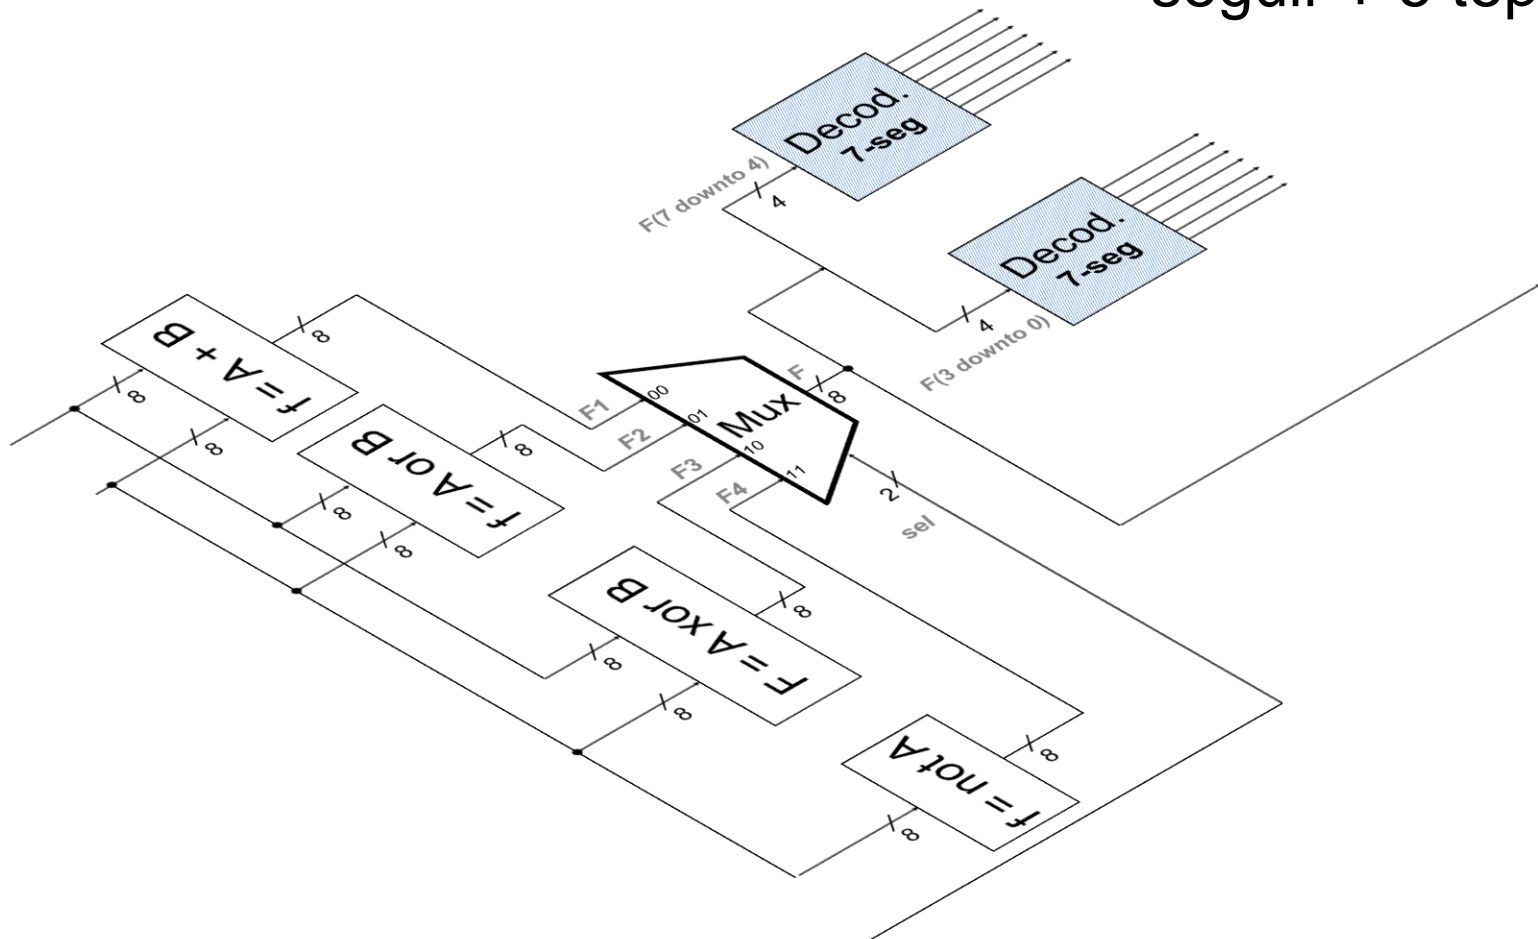 Decod.
7-seg
F(7 downto 4)
4
Decod.
7-seg
4
F(3 downto 0)
f = A + B
8
8
8
f = A or B
8
8
8
F = A xor B
8
8
8
f = not A
8
8
F1
F2
F3
F4
00
01
10
11
Mux
F
8
2
sel